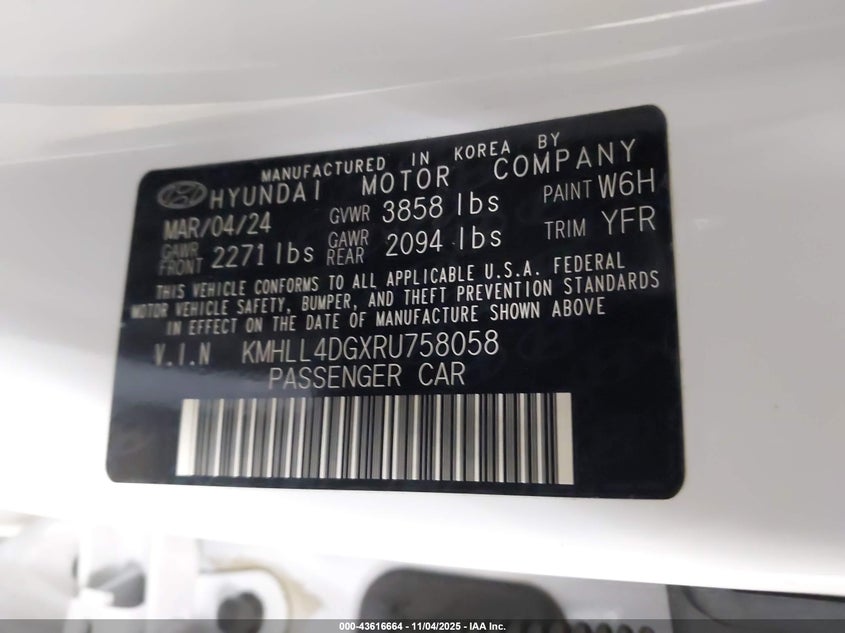 MANUFACTURED IN KOREA BY
HYUNDAI MOTOR COMPANY
MAR/04/24 GVWR 3858 lbs PAINT W6H
GAWR FRONT 2271 lbs GAWR REAR 2094 lbs TRIM YFR
THIS VEHICLE CONFORMS TO ALL APPLICABLE U.S.A. FEDERAL
MOTOR VEHICLE SAFETY, BUMPER, AND THEFT PREVENTION STANDARDS
IN EFFECT ON THE DATE OF MANUFACTURE SHOWN ABOVE
V.I.N KMHLL4DGXRU758058
PASSENGER CAR
000-43616664 - 11/04/2025 - IAA Inc.